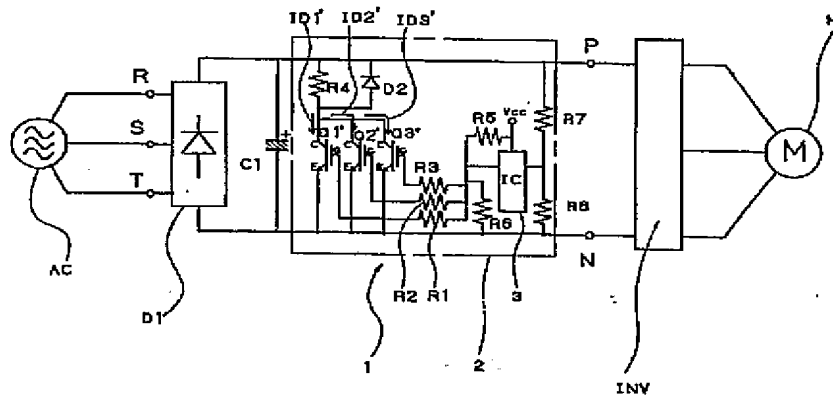 ID1' ID2' ID3'
P
M
R
R4
D2
R5
Vcc
R7
S
Q1' Q2' Q3'
C1
+
C
C
C
IC
M
T
E
E
E
R3
R6
R8
N
AC
R2 R1
3
D1
1
2
INV